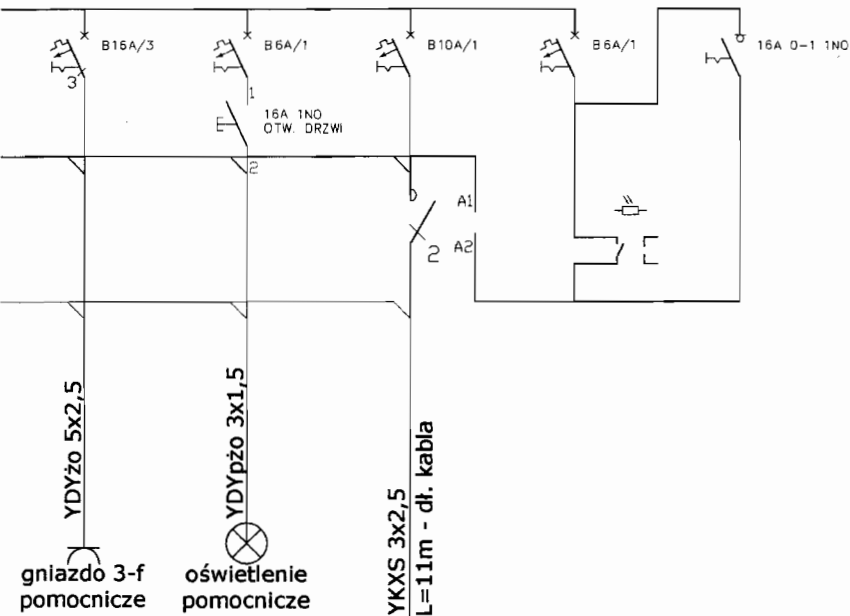 B16A/3
B6A/1
B10A/1
B6A/1
16A 0-1 1NO
3
1
16A 1NO
OTW. DRZWI
2
A1
A2
2
YDYżo 5x2,5
YDYpżo 3x1,5
YKXS 3x2,5
L=11m - dł. kabla
gniazdo 3-f
pomocnicze
oświetlenie
pomocnicze